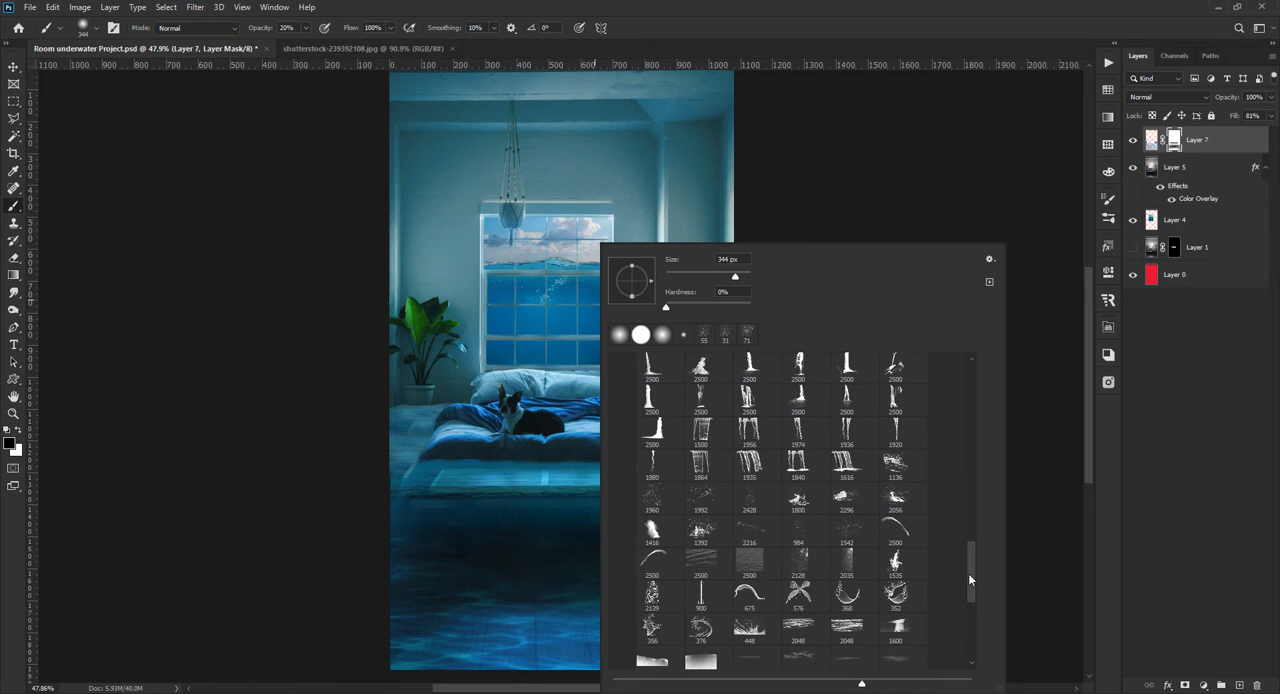 Ps File Edit Image Layer Type Select Filter 3D View Window Help
344 Mode: Normal Opacity: 20% Flow: 100% Smoothing: 10% 0°
Room underwater Project.psd @ 47.9% (Layer 7, Layer Mask/8) * × shutterstock-239392108.jpg @ 90.9% (RGB/8#) ×
1100 1000 900 800 700 600 500 400 300 200 100 0 100 200 300 400 500 600 700 800 900 1000 1100 1200 1300 1400 1500 1600 1700 1800 1900 2000 2100
Layers Channels Paths
Kind
Normal Opacity: 100%
Lock: Fill: 81%
Layer 7
Layer 5 fx
Effects
Color Overlay
Layer 4
Layer 1
Layer 0
Size: 344 px
Hardness: 0%
55 31 71
2500 2500 2500 2500 2500 2500
2500 2500 2500 2500 2500 2500
2500 1500 1956 1974 1936 1920
1880 1864 1935 1840 1616 1136
1960 1992 2428 1800 2296 2056
1416 1392 2216 984 1542 2500
2500 2500 2500 2128 2035 1535
2139 900 675 576 368 352
356 376 448 2048 2048 1600
47.86% Doc: 5.93M/40.0M